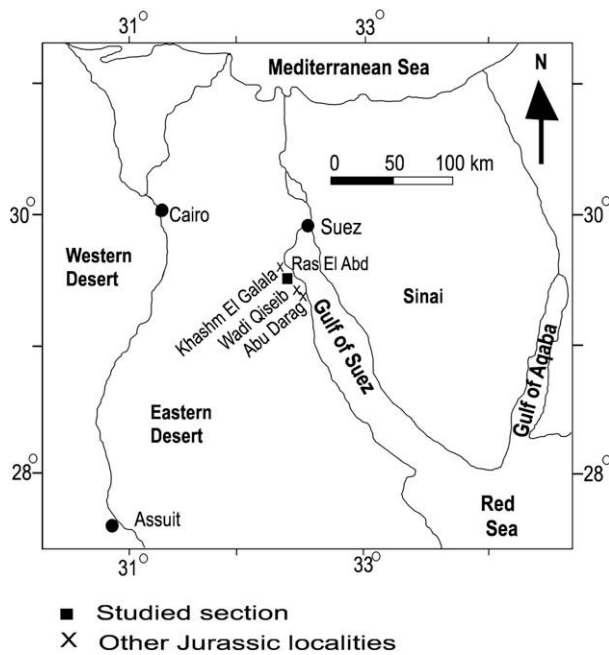 31°
33°
Mediterranean Sea
N
0 50 100 km
30°
Cairo
Suez
Western
Desert
Ras El Abd
Khashm El Galala
Wadi Qiseib
Abu Darag
Sinai
Gulf of Suez
Gulf of Aqaba
Eastern
Desert
28°
Red
Sea
Assuit
31°
33°
Studied section
X Other Jurassic localities